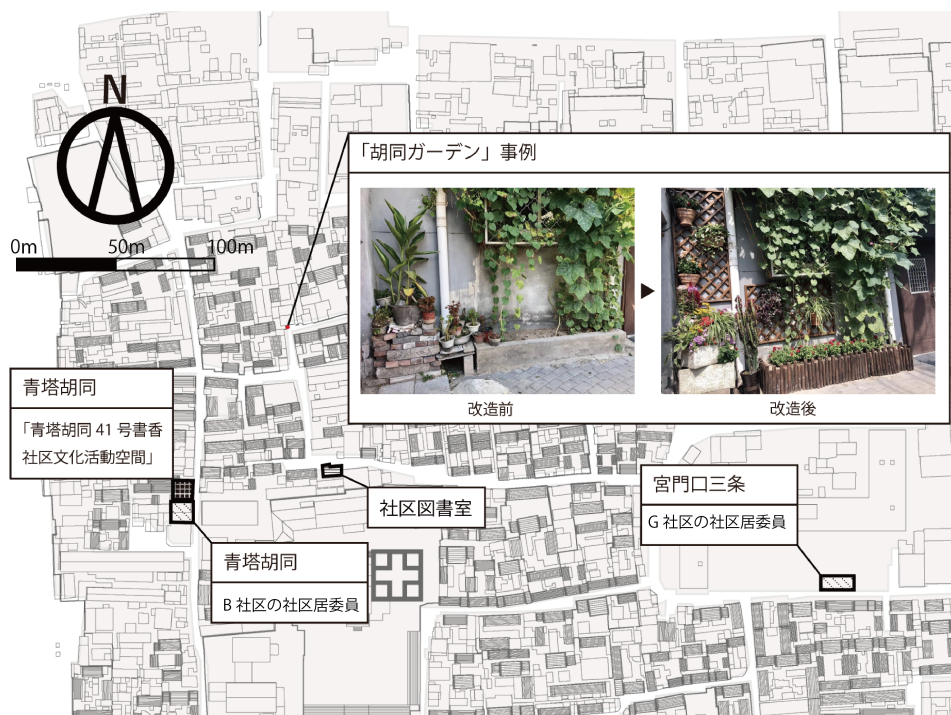 N
0m 50m 100m
「胡同ガーデン」事例
改造前
改造後
青塔胡同
「青塔胡同 41 号書香
社区文化活動空間」
社区図書室
宮門口三条
G 社区の社区居委員
青塔胡同
B 社区の社区居委員